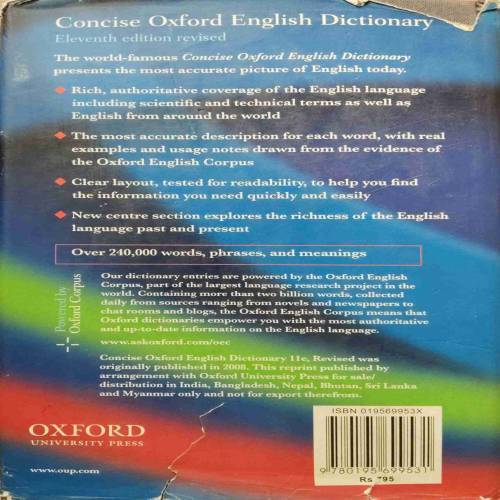 Concise Oxford English Dictionary
Eleventh edition revised
The world-famous Concise Oxford English Dictionary
presents the most accurate picture of English today.
Rich, authoritative coverage of the English language
including scientific and technical terms as well as
English from around the world
The most accurate description for each word, with real
examples and usage notes drawn from the evidence of
the Oxford English Corpus
Clear layout, tested for readability, to help you find
the information you need quickly and easily
New centre section explores the richness of the English
language past and present
Over 240,000 words, phrases, and meanings
Powered by
Oxford Corpus
Our dictionary entries are powered by the Oxford English
Corpus, part of the largest language research project in the
world. Containing more than two billion words, collected
daily from sources ranging from novels and newspapers to
chat rooms and blogs, the Oxford English Corpus means that
Oxford dictionaries empower you with the most authoritative
and up-to-date information on the English language.
www.askoxford.com/oec
Concise Oxford English Dictionary 11e, Revised was
originally published in 2008. This reprint published by
arrangement with Oxford University Press for sale/
distribution in India, Bangladesh, Nepal, Bhutan, Sri Lanka
and Myanmar only and not for export therefrom.
OXFORD
UNIVERSITY PRESS
www.oup.com
ISBN 019569953X
9 780195 699531
Rs 795